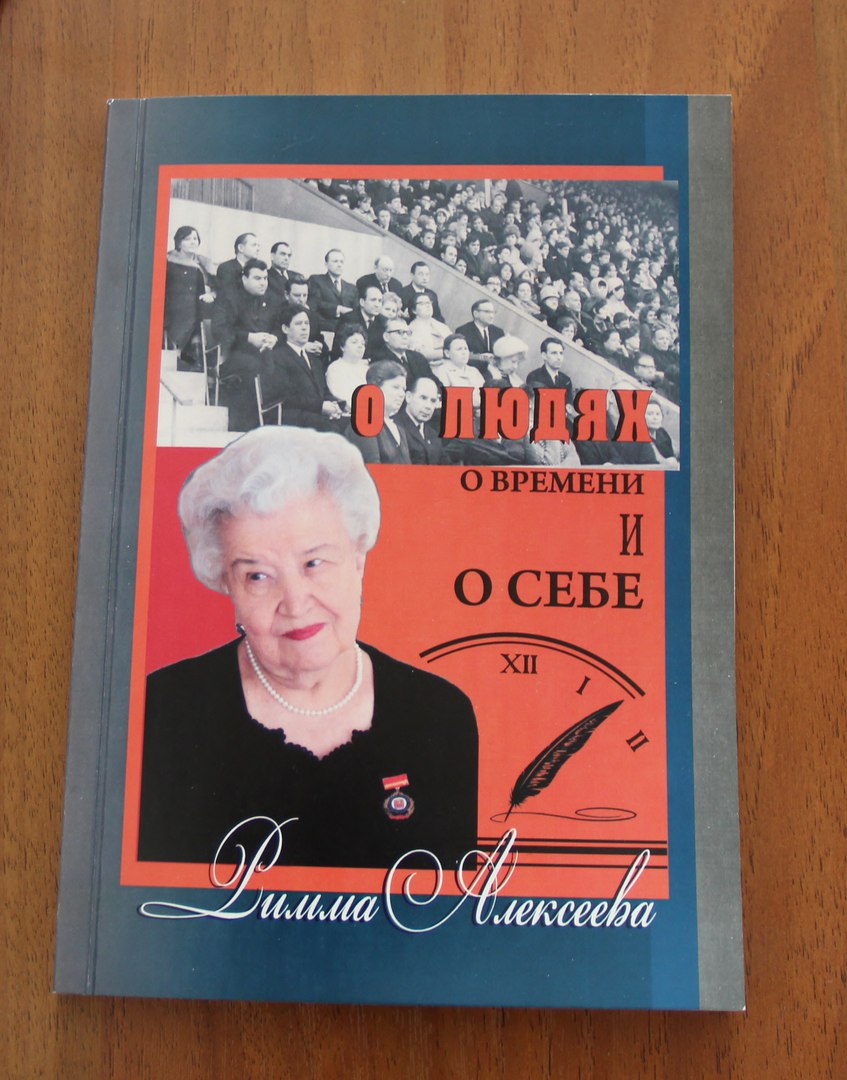 О ЛЮДЯХ
О ВРЕМЕНИ
И
О СЕБЕ
XII
I
II
Римма Алексеева